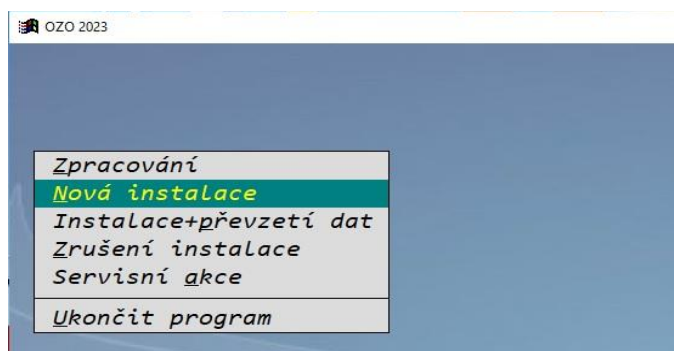 OZO 2023
Zpracování
Nová instalace
Instalace+převzetí dat
Zrušení instalace
Servisní akce
Ukončit program